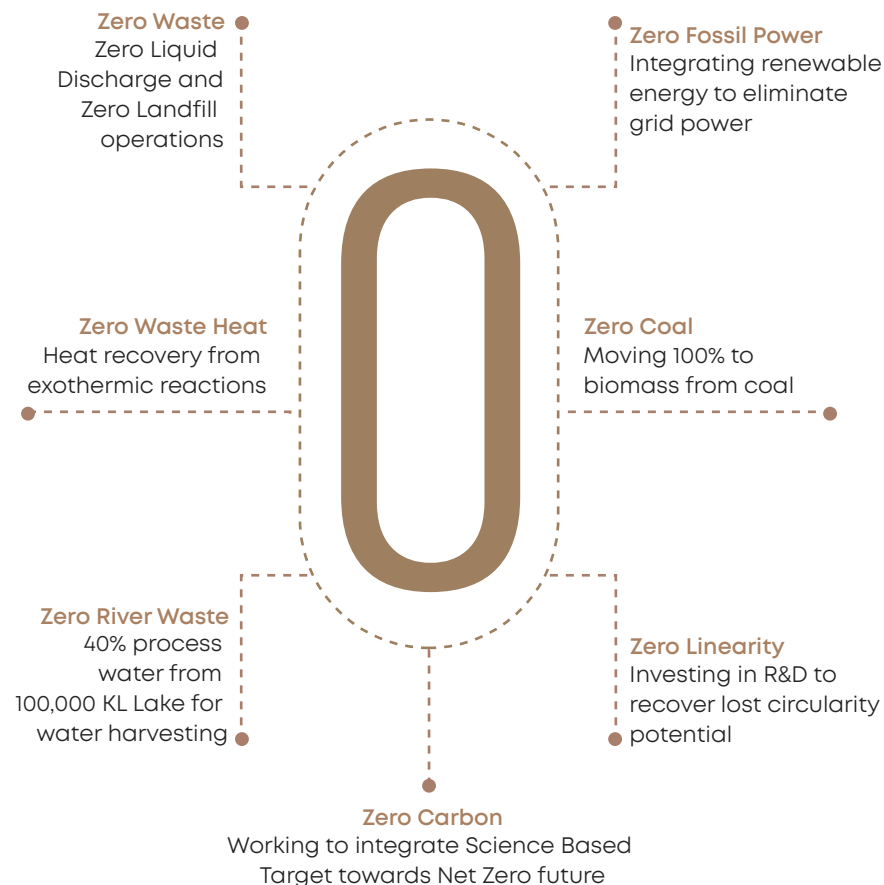 Zero Waste
Zero Liquid
Discharge and
Zero Landfill
operations
Zero Fossil Power
Integrating renewable
energy to eliminate
grid power
0
Zero Waste Heat
Heat recovery from
exothermic reactions
Zero Coal
Moving 100% to
biomass from coal
Zero River Waste
40% process
water from
100,000 KL Lake for
water harvesting
Zero Linearity
Investing in R&D to
recover lost circularity
potential
Zero Carbon
Working to integrate Science Based
Target towards Net Zero future